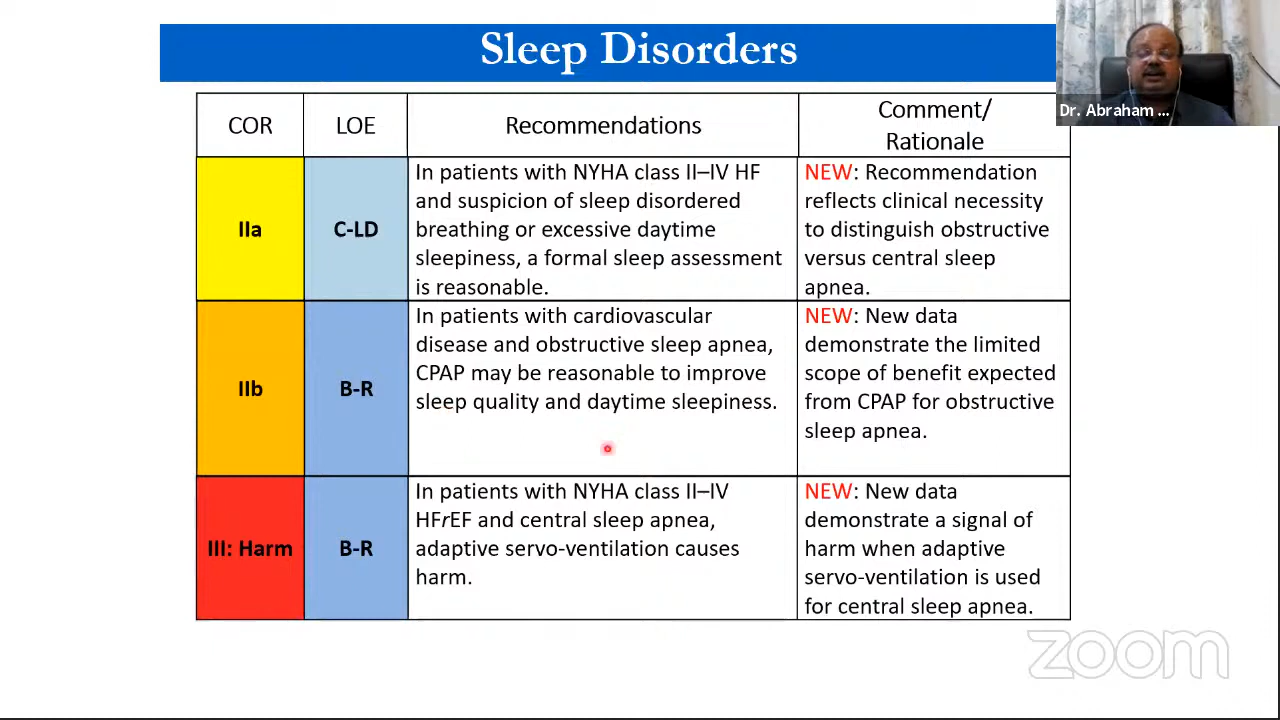 Sleep Disorders
Dr. Abraham ...
COR
LOE
Recommendations
Comment/
Rationale
IIa
C-LD
In patients with NYHA class II–IV HF
and suspicion of sleep disordered
breathing or excessive daytime
sleepiness, a formal sleep assessment
is reasonable.
NEW: Recommendation
reflects clinical necessity
to distinguish obstructive
versus central sleep
apnea.
IIb
B-R
In patients with cardiovascular
disease and obstructive sleep apnea,
CPAP may be reasonable to improve
sleep quality and daytime sleepiness.
NEW: New data
demonstrate the limited
scope of benefit expected
from CPAP for obstructive
sleep apnea.
III: Harm
B-R
In patients with NYHA class II–IV
HFrEF and central sleep apnea,
adaptive servo-ventilation causes
harm.
NEW: New data
demonstrate a signal of
harm when adaptive
servo-ventilation is used
for central sleep apnea.
zoom